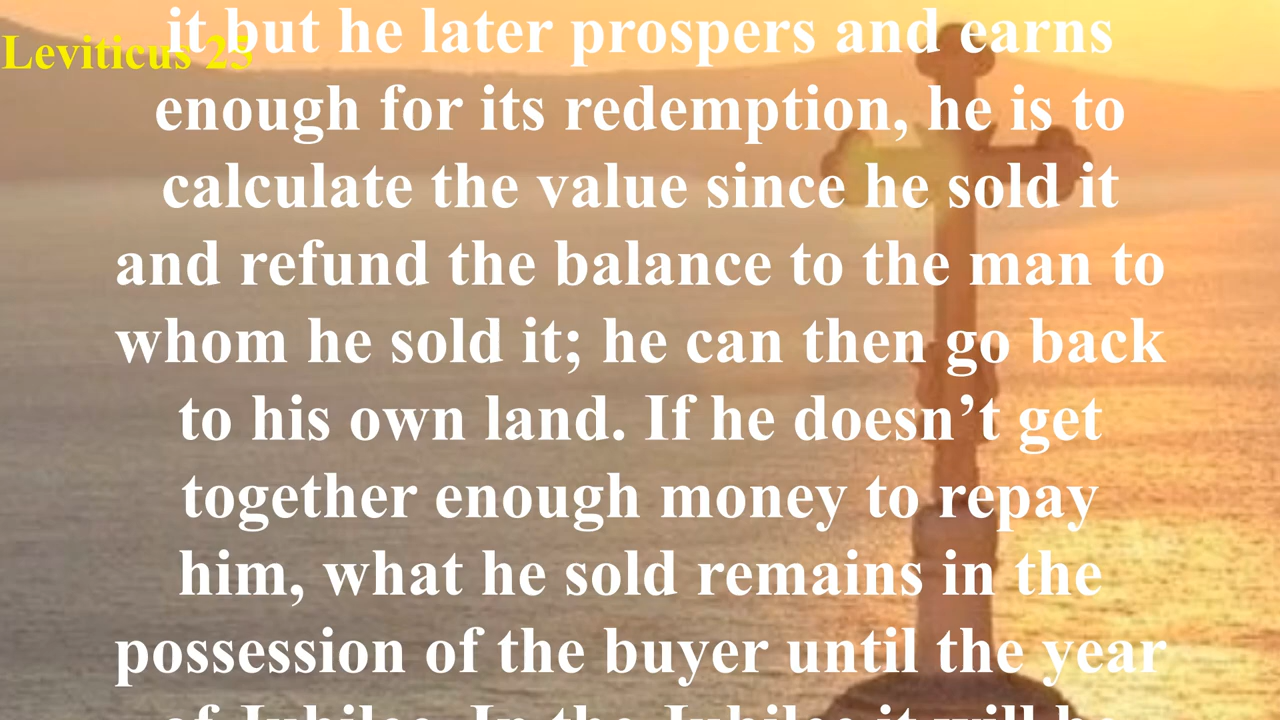 Leviticus 25
it but he later prospers and earns
enough for its redemption, he is to
calculate the value since he sold it
and refund the balance to the man to
whom he sold it; he can then go back
to his own land. If he doesn’t get
together enough money to repay
him, what he sold remains in the
possession of the buyer until the year
of Jubilee. In the Jubilee it will be